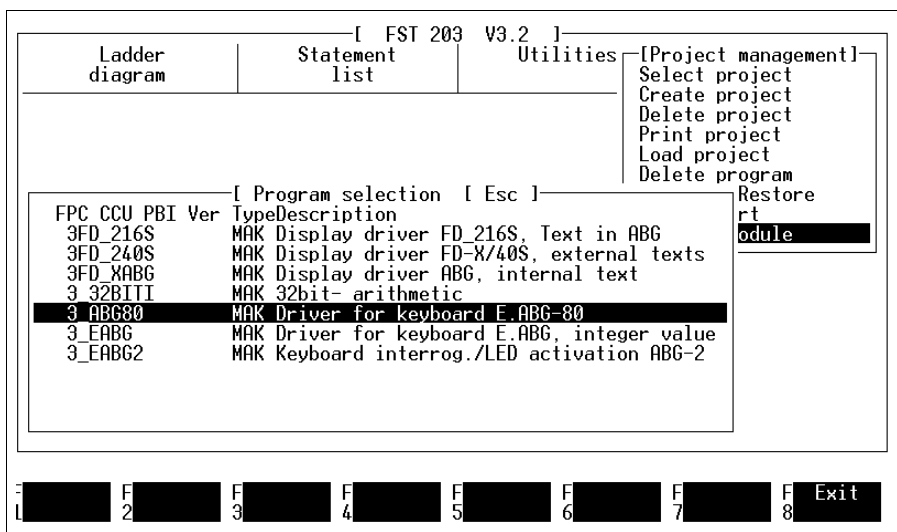 [ FST 203 V3.2 ]
Ladder diagram
Statement list
Utilities
[Project management]
Select project
Create project
Delete project
Print project
Load project
Delete program
Restore
rt
odule
[ Program selection [ Esc ]
FPC CCU PBI Ver TypeDescription
3FD_216S MAK Display driver FD_216S, Text in ABG
3FD_240S MAK Display driver FD-X/40S, external texts
3FD_XABG MAK Display driver ABG, internal text
3_32BITI MAK 32bit- arithmetic
3_ABG80 MAK Driver for keyboard E.ABG-80
3_EABG MAK Driver for keyboard E.ABG, integer value
3_EABG2 MAK Keyboard interrog./LED activation ABG-2
F 2 F 3 F 4 F 5 F 6 F 7 F 8 Exit